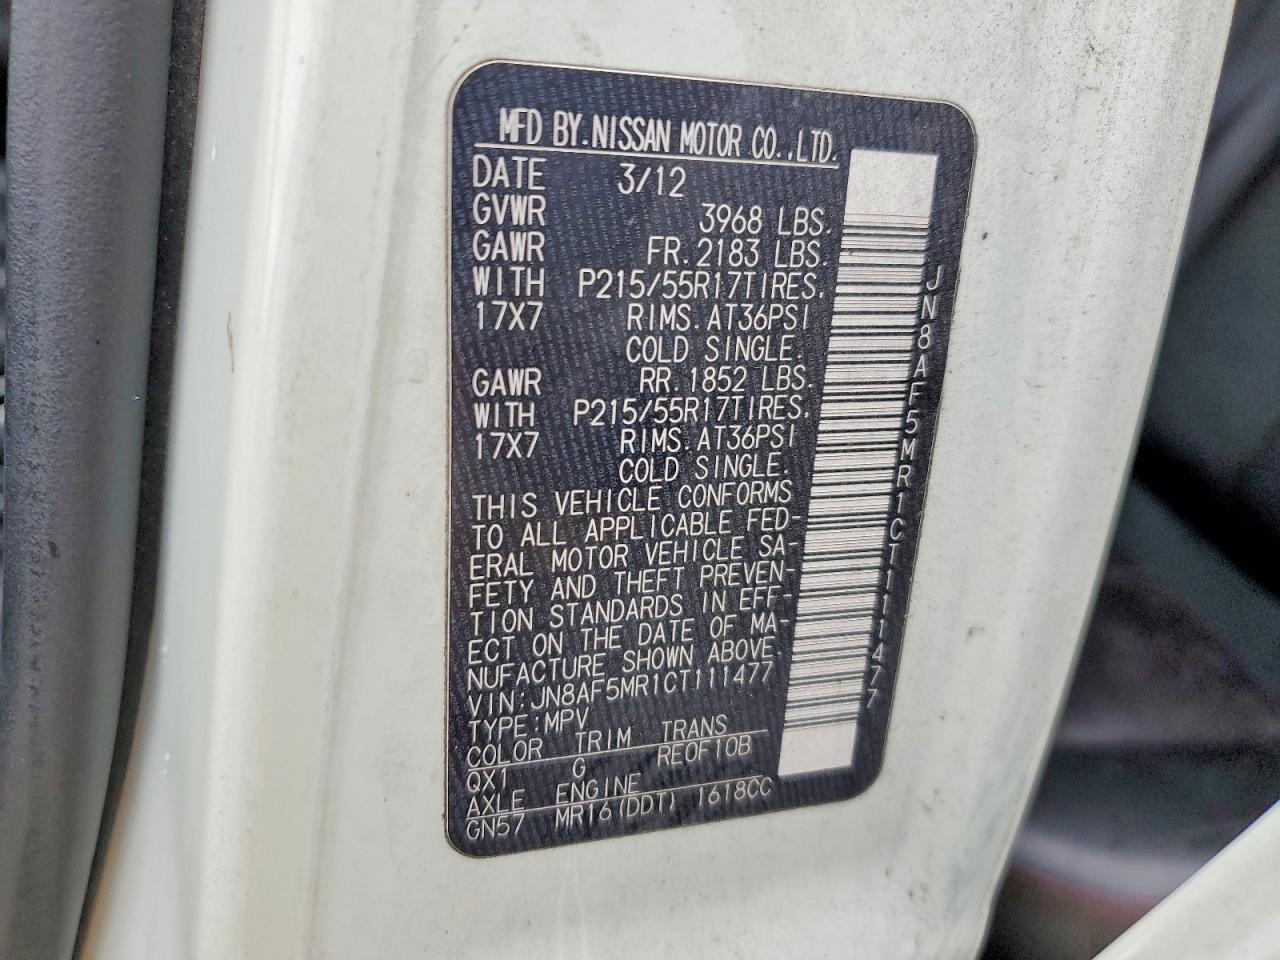 MFD BY.NISSAN MOTOR CO.,LTD.
DATE 3/12
GVWR 3968 LBS.
GAWR FR.2183 LBS.
WITH P215/55R17TIRES.
17X7 RIMS.AT36PSI
COLD SINGLE.
GAWR RR.1852 LBS.
WITH P215/55R17TIRES.
17X7 RIMS.AT36PSI
COLD SINGLE.
THIS VEHICLE CONFORMS
TO ALL APPLICABLE FED-
ERAL MOTOR VEHICLE SA-
FETY AND THEFT PREVEN-
TION STANDARDS IN EFF-
ECT ON THE DATE OF MA-
NUFACTURE SHOWN ABOVE.
VIN:JN8AF5MR1CT111477
TYPE:MPV
COLOR TRIM TRANS
QX1 G REOF10B
AXLE ENGINE
GN57 MR16(DDT) 1618CC
JN8AF5MR1CT111477